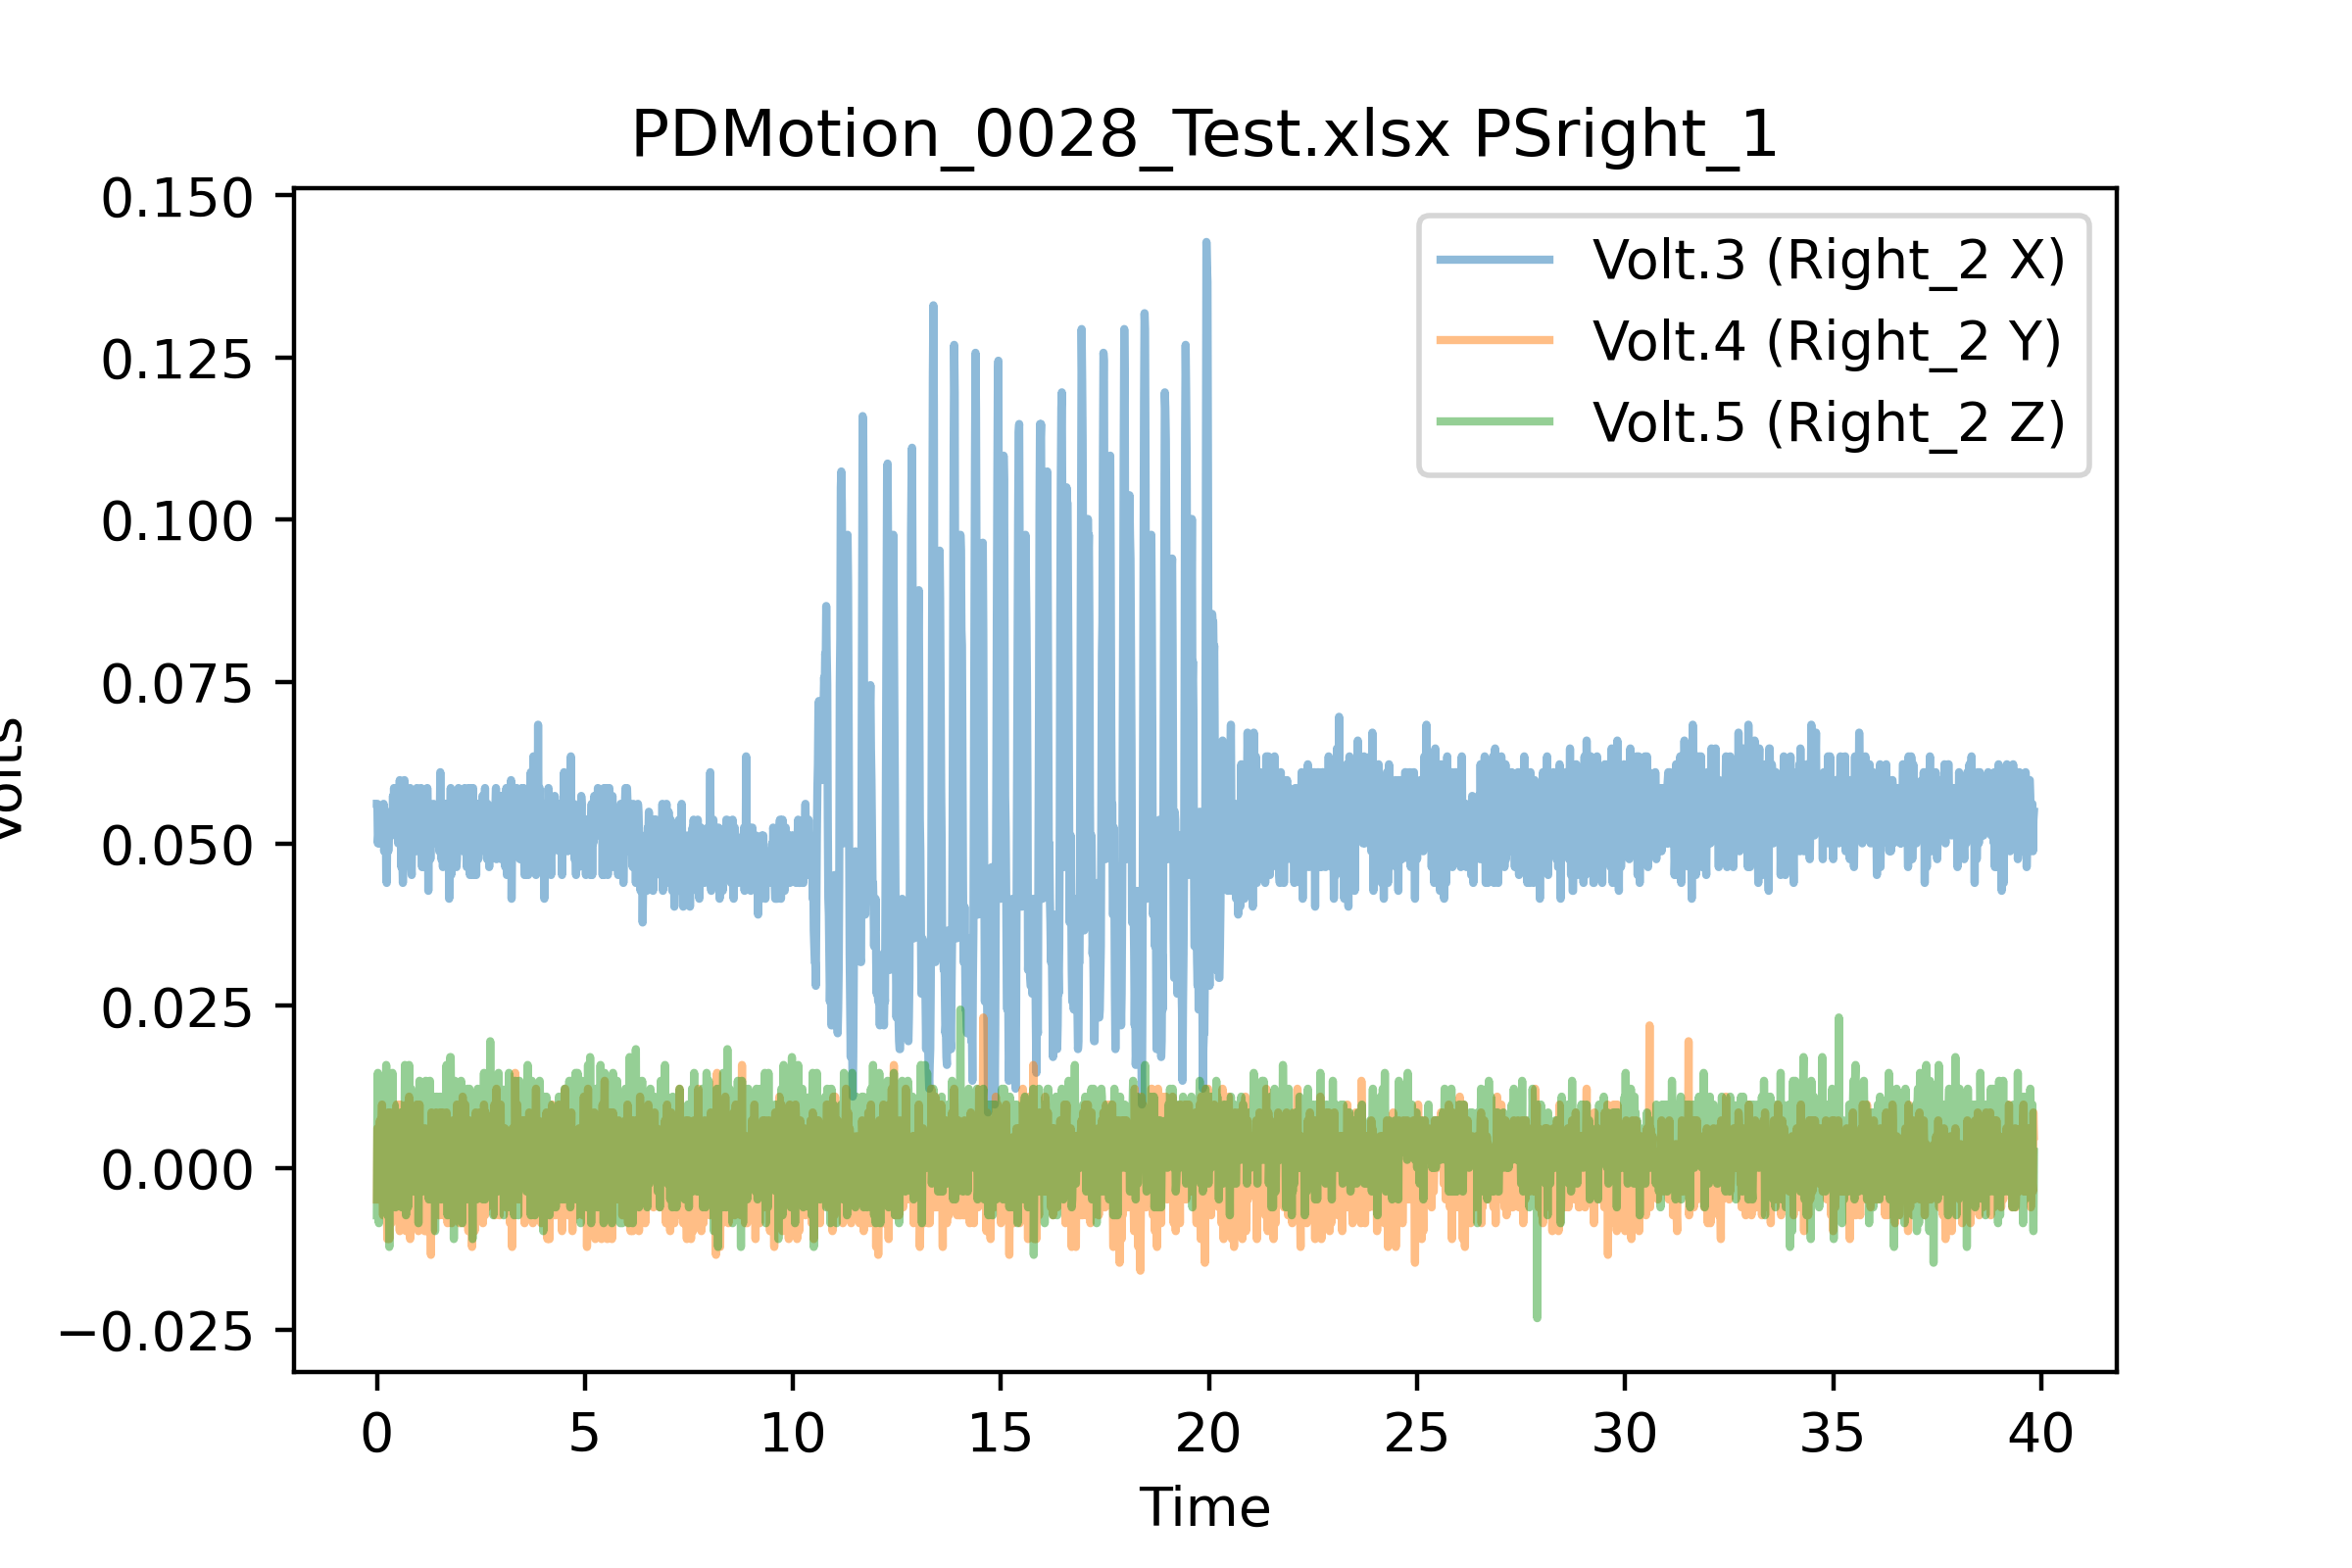 PDMotion_0028_Test.xlsx PSright_1
0.150
0.125
0.100
0.075
0.050
0.025
0.000
−0.025
Volts
Volt.3 (Right_2 X)
Volt.4 (Right_2 Y)
Volt.5 (Right_2 Z)
0 5 10 15 20 25 30 35 40
Time